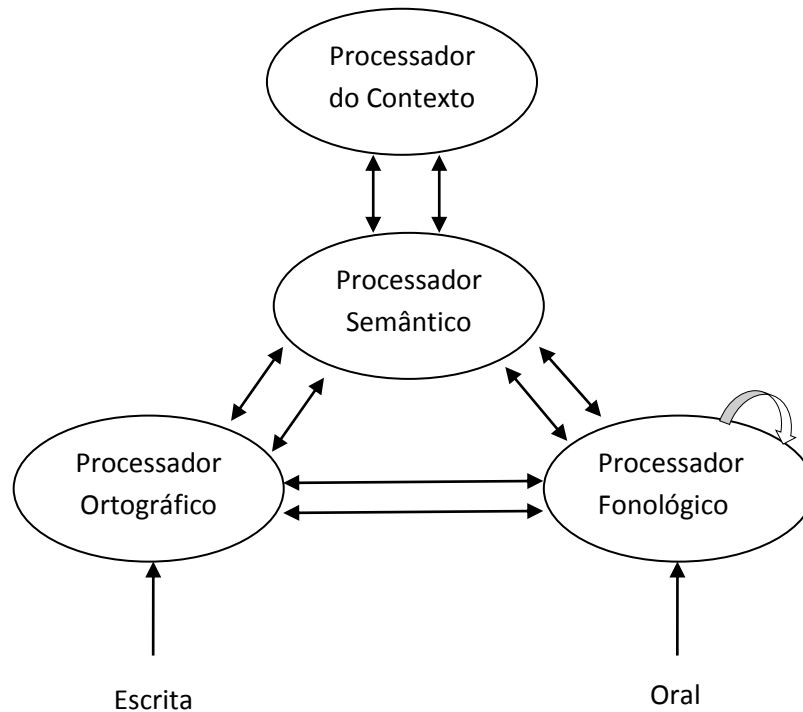 Processador
do Contexto
Processador
Semântico
Processador
Ortográfico
Processador
Fonológico
Escrita
Oral